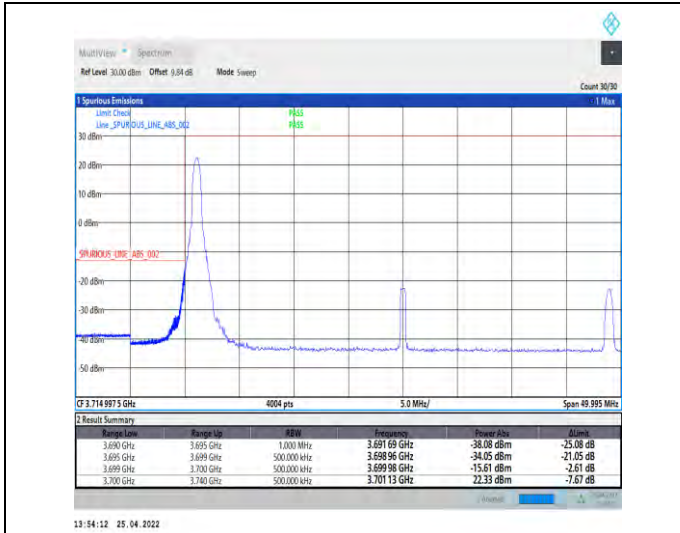 MultiView Spectrum
Ref Level 30.00 dBm Offset 9.84 dB Mode Sweep
Count 30/30
1 Spurious Emissions 1 Max
Limit Check PASS
Line _SPURIOUS_LINE_ABS_002 PASS
30 dBm
20 dBm
10 dBm
0 dBm
_SPURIOUS_LINE_ABS_002
-20 dBm
-30 dBm
-40 dBm
-50 dBm
CF 3.714 997 5 GHz 4004 pts 5.0 MHz/ Span 49.995 MHz
2 Result Summary
Range Low Range Up RBW Frequency Power Abs ΔLimit
3.690 GHz 3.695 GHz 1.000 MHz 3.691 69 GHz -38.08 dBm -25.08 dB
3.695 GHz 3.699 GHz 500.000 kHz 3.698 96 GHz -34.05 dBm -21.05 dB
3.699 GHz 3.700 GHz 500.000 kHz 3.699 98 GHz -15.61 dBm -2.61 dB
3.700 GHz 3.740 GHz 500.000 kHz 3.701 13 GHz 22.33 dBm -7.67 dB
13:54:12 25.04.2022